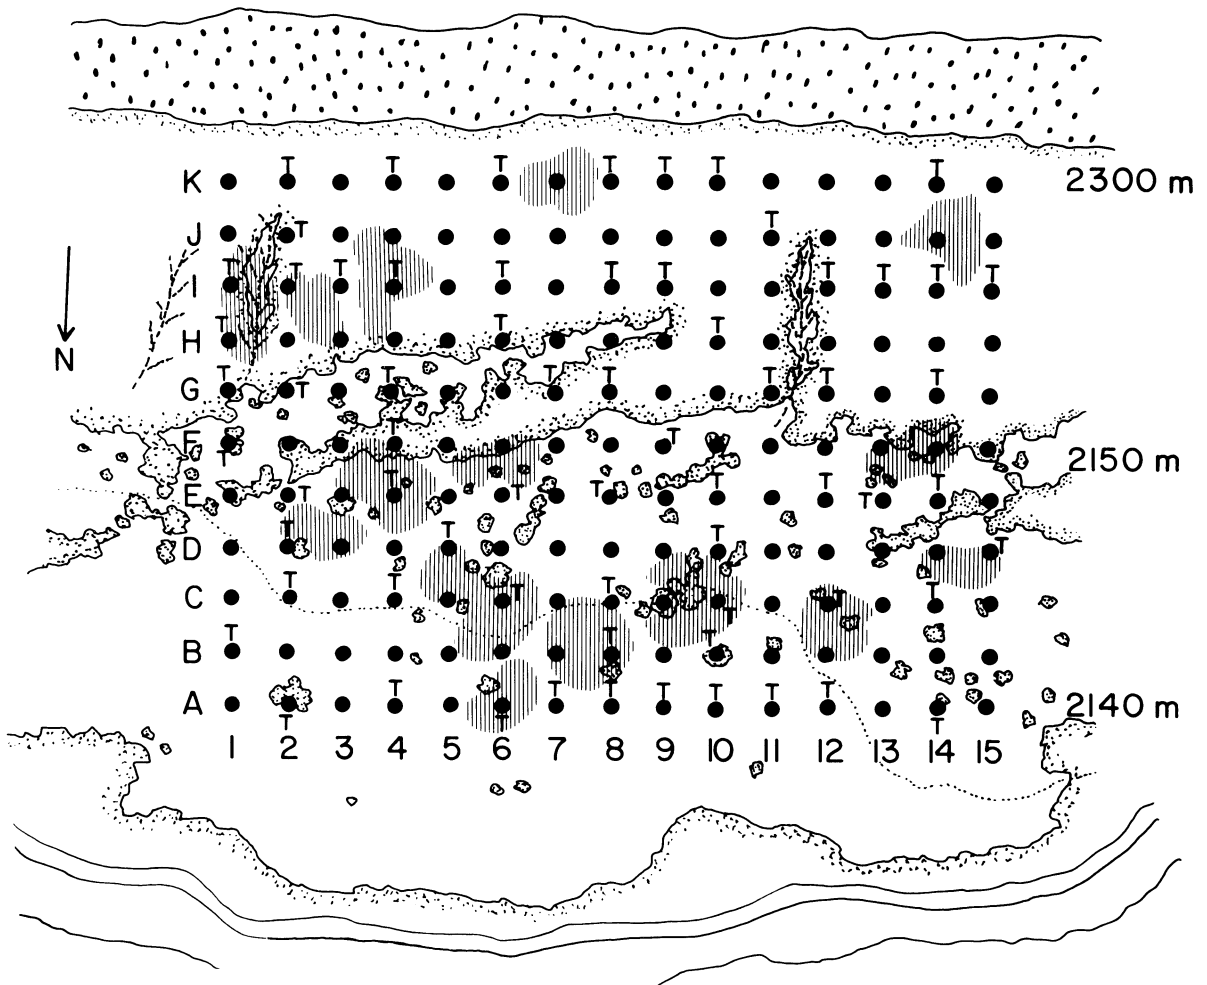 T T T T T T T
K 2300 m
T
J T
T T T T T T T T T T T
I
T T T
H
N
T T T T T T T
G T
T T
F 2150 m
T
T T T T
E T T T T
T T T
D T
T T T T
C T T
T
T T T
B
T T T T T T T
A 2140 m
T T T
1 2 3 4 5 6 7 8 9 10 11 12 13 14 15